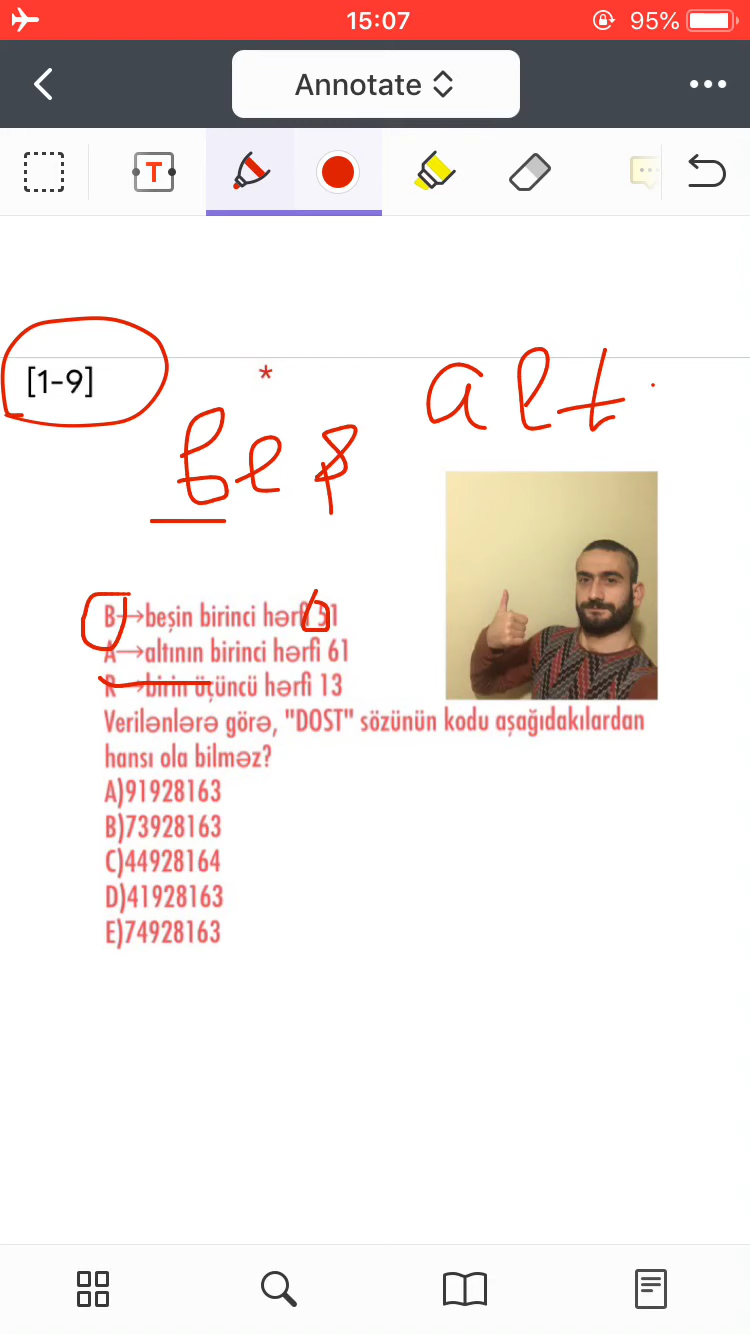 15:07
95%
Annotate
T
[1-9]
*
alt
beş
B→beşin birinci hərfi 51
A→altının birinci hərfi 61
R→birin üçüncü hərfi 13
Verilənlərə görə, "DOST" sözünün kodu aşağıdakılardan
hansı ola bilməz?
A)91928163
B)73928163
C)44928164
D)41928163
E)74928163